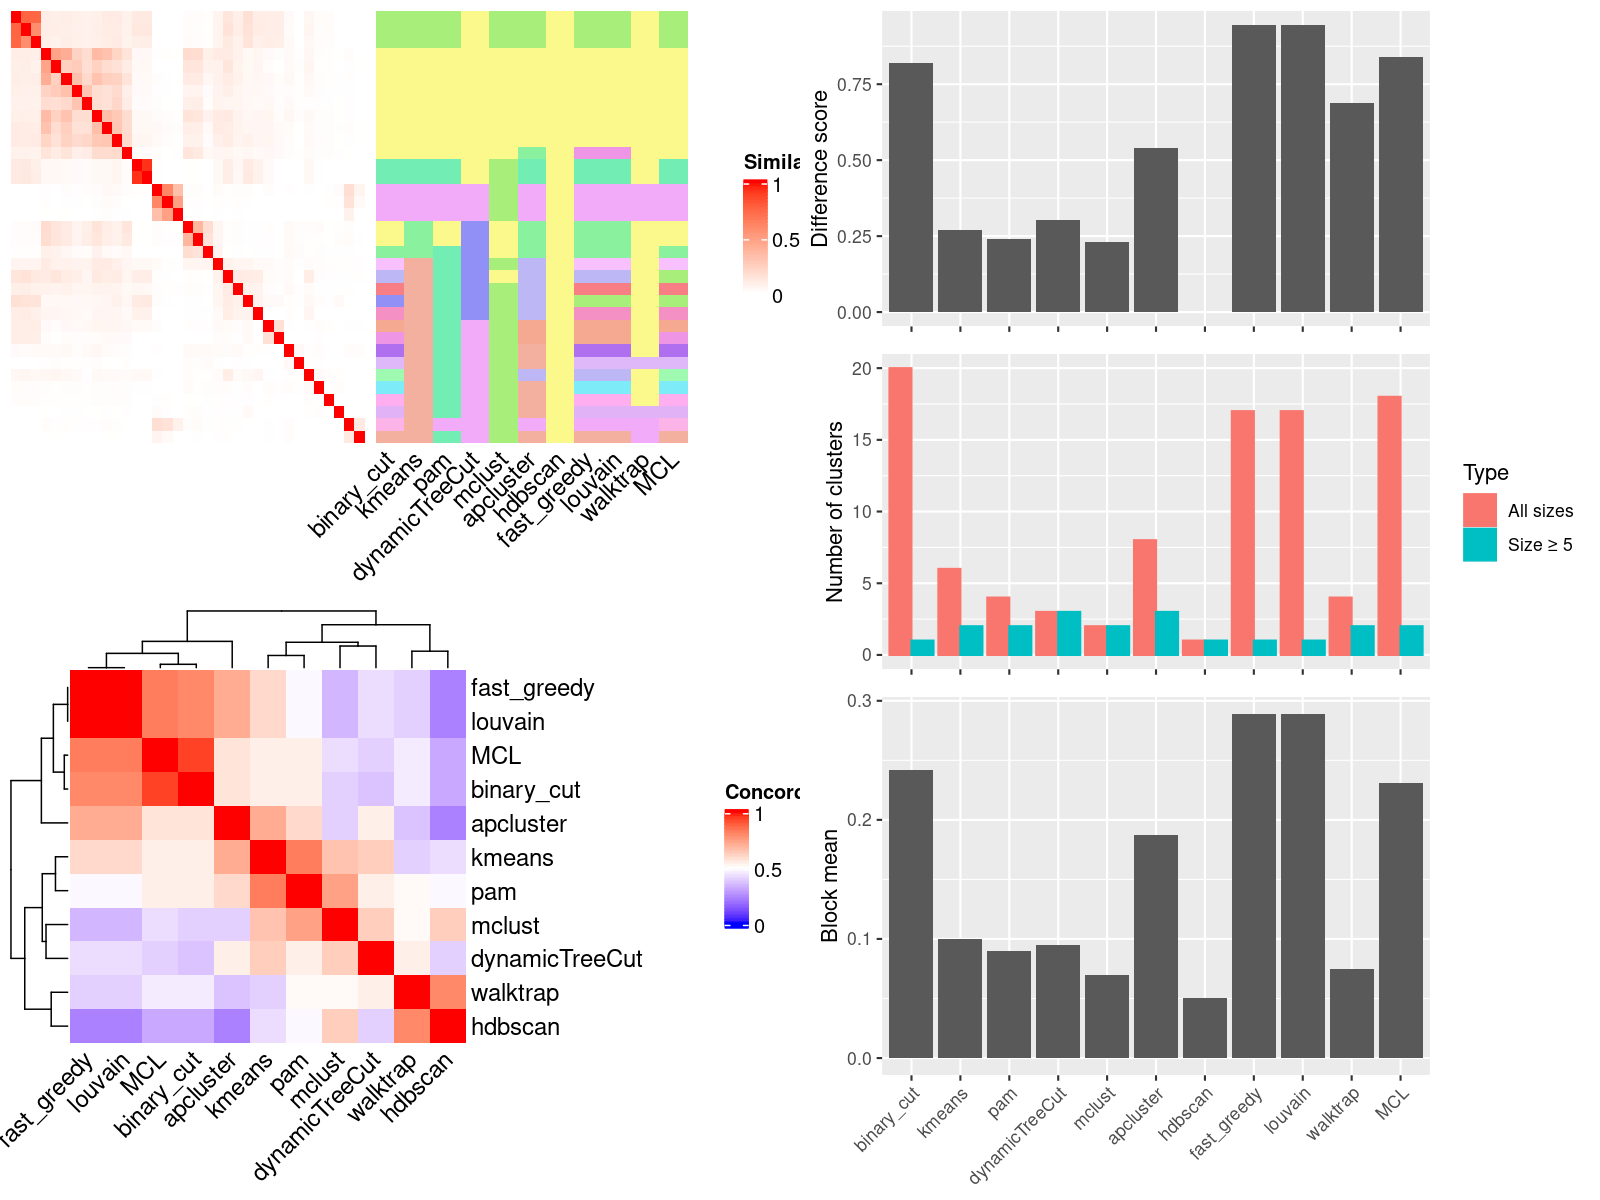 Simila
1
0.5
0
binary_cut
kmeans
pam
dynamicTreeCut
mclust
apcluster
hdbscan
fast_greedy
louvain
walktrap
MCL
fast_greedy
louvain
MCL
binary_cut
apcluster
kmeans
pam
mclust
dynamicTreeCut
walktrap
hdbscan
fast_greedy
louvain
MCL
binary_cut
apcluster
kmeans
pam
mclust
dynamicTreeCut
walktrap
hdbscan
Concord
1
0.5
0
Difference score
0.75
0.50
0.25
0.00
Number of clusters
20
15
10
5
0
Type
All sizes
Size ≥ 5
Block mean
0.3
0.2
0.1
0.0
binary_cut
kmeans
pam
dynamicTreeCut
mclust
apcluster
hdbscan
fast_greedy
louvain
walktrap
MCL